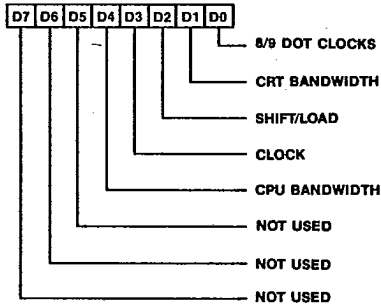 D7 D6 D5 D4 D3 D2 D1 D0
8/9 DOT CLOCKS
CRT BANDWIDTH
SHIFT/LOAD
CLOCK
CPU BANDWIDTH
NOT USED
NOT USED
NOT USED